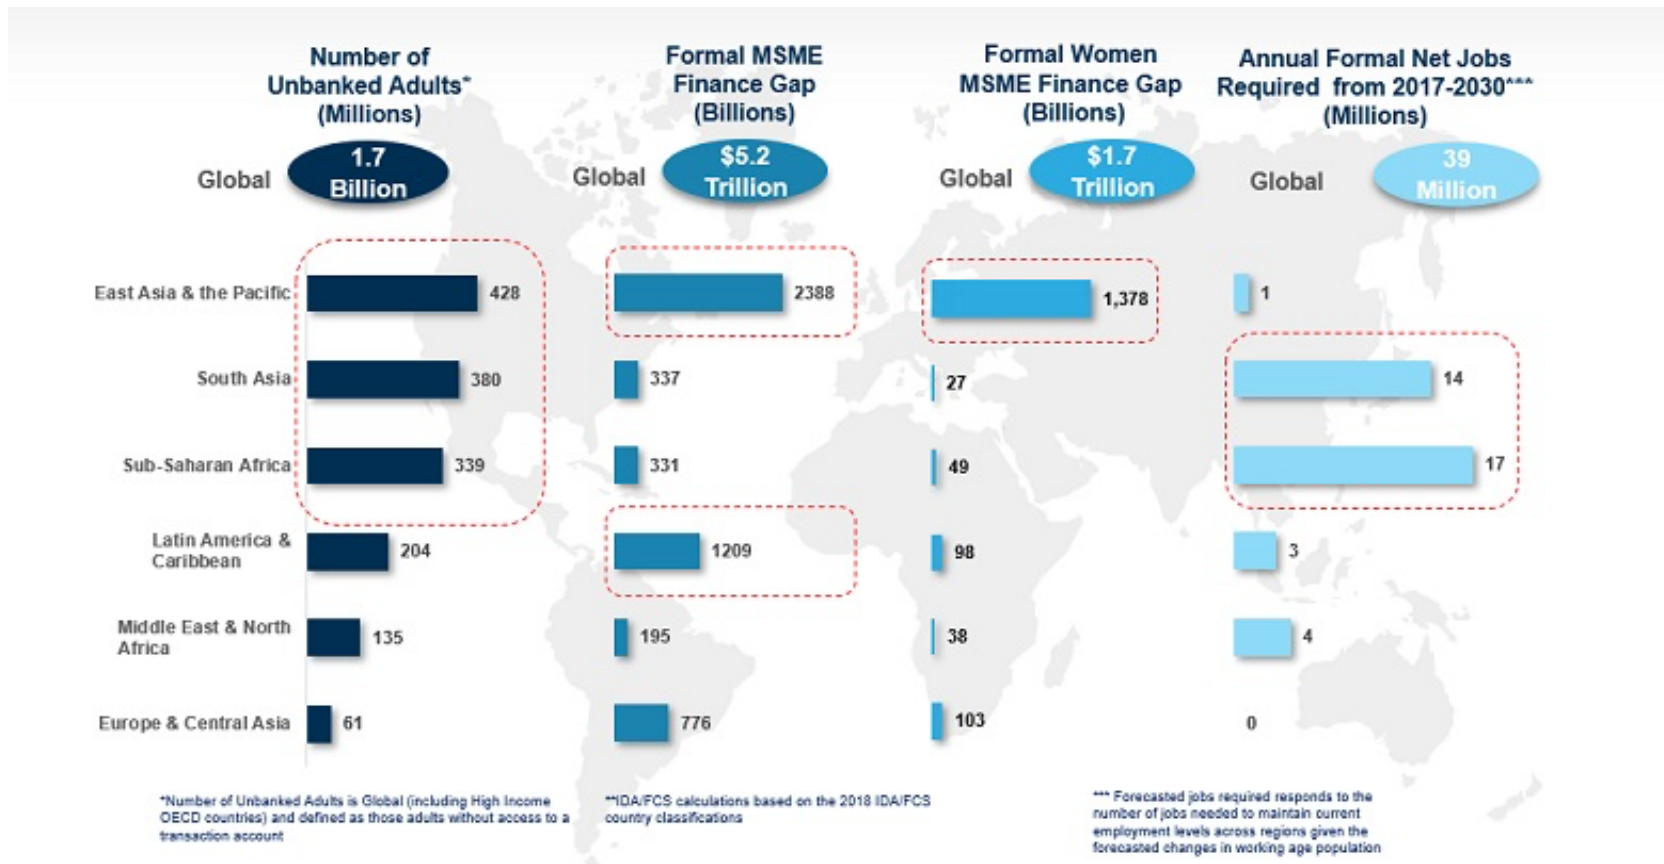 Number of
Unbanked Adults*
(Millions)
Formal MSME
Finance Gap
(Billions)
Formal Women
MSME Finance Gap
(Billions)
Annual Formal Net Jobs
Required from 2017-2030***
(Millions)
Global
1.7
Billion
Global
$5.2
Trillion
Global
$1.7
Trillion
Global
39
Million
East Asia & the Pacific
428
2388
1,378
1
South Asia
380
337
27
14
Sub-Saharan Africa
339
331
49
17
Latin America &
Caribbean
204
1209
98
3
Middle East & North
Africa
135
195
38
4
Europe & Central Asia
61
776
103
0
*Number of Unbanked Adults is Global (including High Income
OECD countries) and defined as those adults without access to a
transaction account
**IDA/FCS calculations based on the 2018 IDA/FCS
country classifications
*** Forecasted jobs required responds to the
number of jobs needed to maintain current
employment levels across regions given the
forecasted changes in working age population